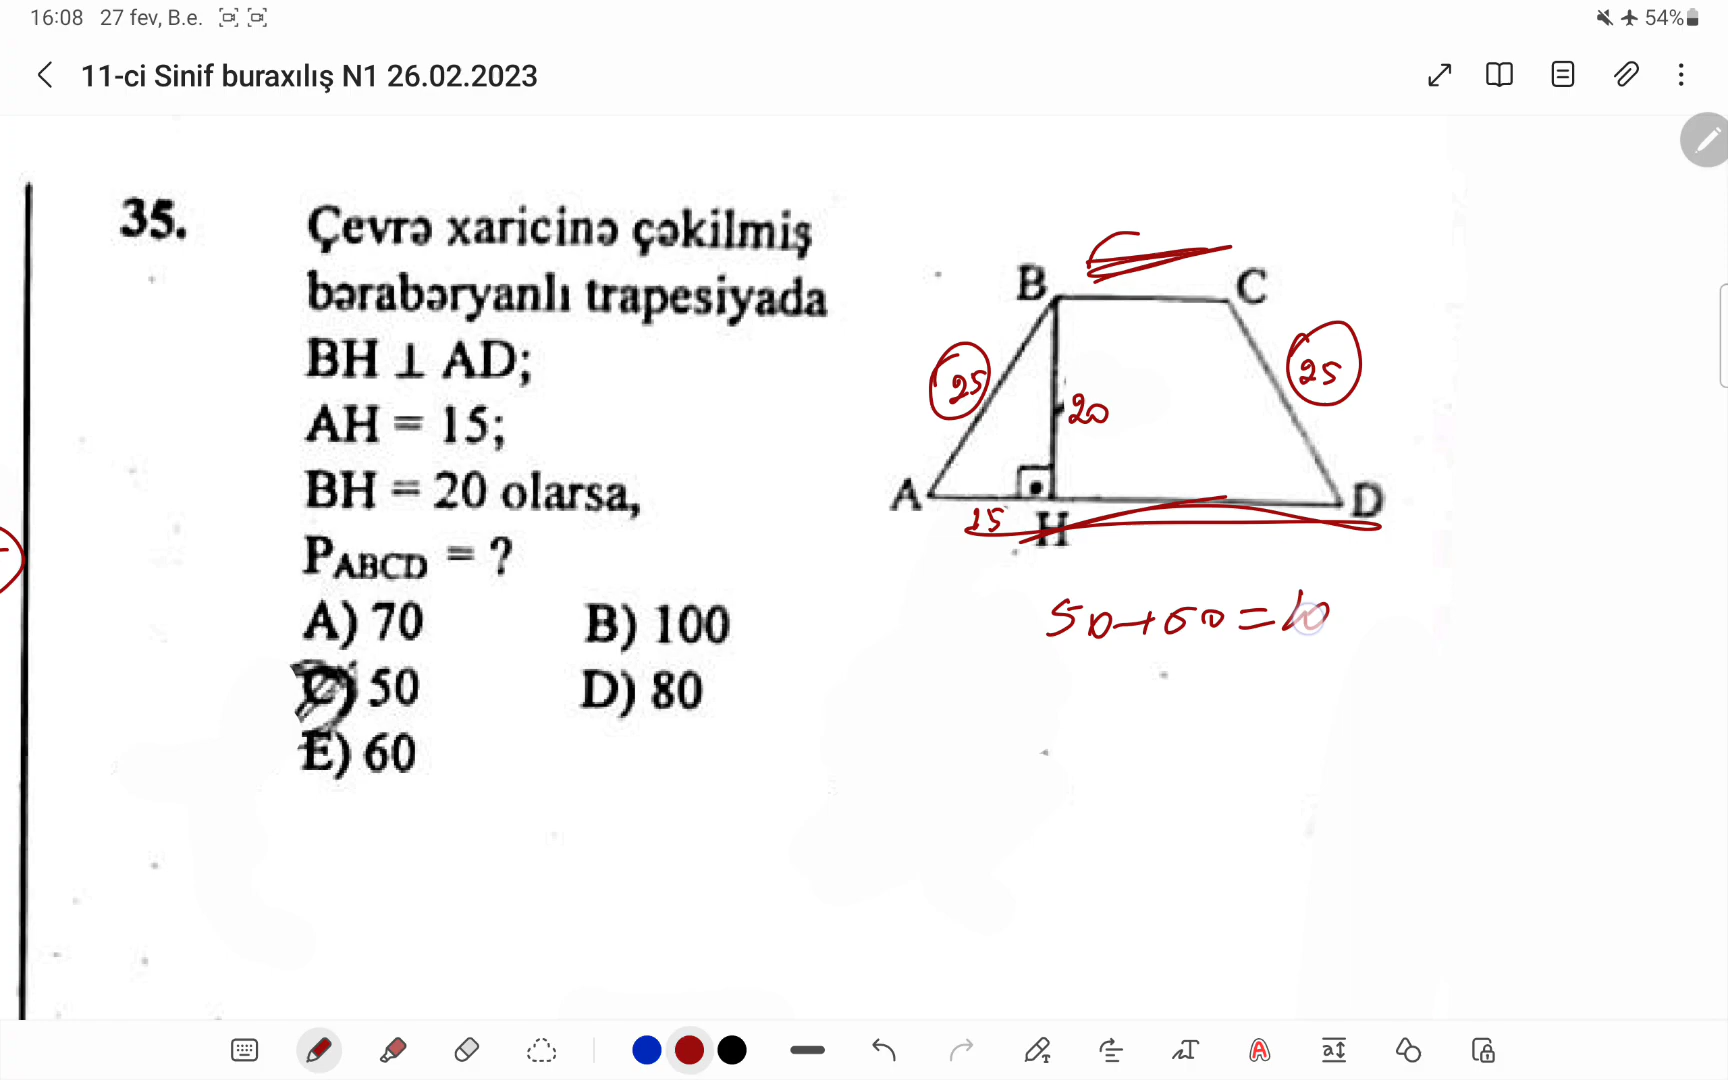 16:08 27 fev, B.e.
54%
11-ci Sinif buraxılış N1 26.02.2023
35.
Çevrə xaricinə çəkilmiş
bərabəryanlı trapesiyada
BH ⊥ AD;
AH = 15;
BH = 20 olarsa,
PABCD = ?
A) 70 B) 100
C) 50 D) 80
E) 60
B C
25 25
20
A H D
15
50+50=10